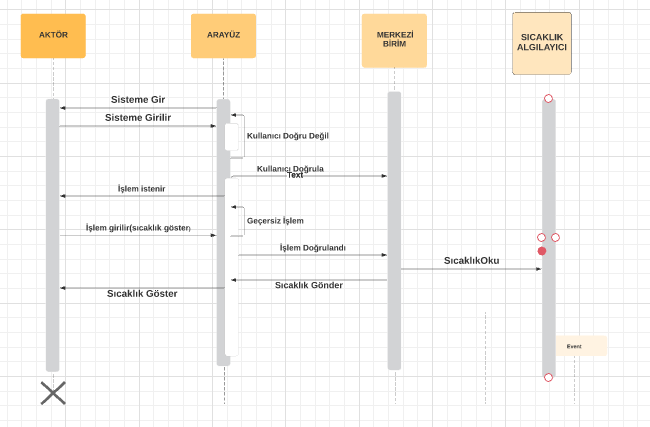 AKTÖR
ARAYÜZ
MERKEZİ
BİRİM
SICAKLIK
ALGILAYICI
Sisteme Gir
Sisteme Girilir
Kullanıcı Doğru Değil
Kullanıcı Doğrula
Text
İşlem istenir
Geçersiz İşlem
İşlem girilir(sıcaklık göster)
İşlem Doğrulandı
SıcaklıkOku
Sıcaklık Gönder
Sıcaklık Göster
Event